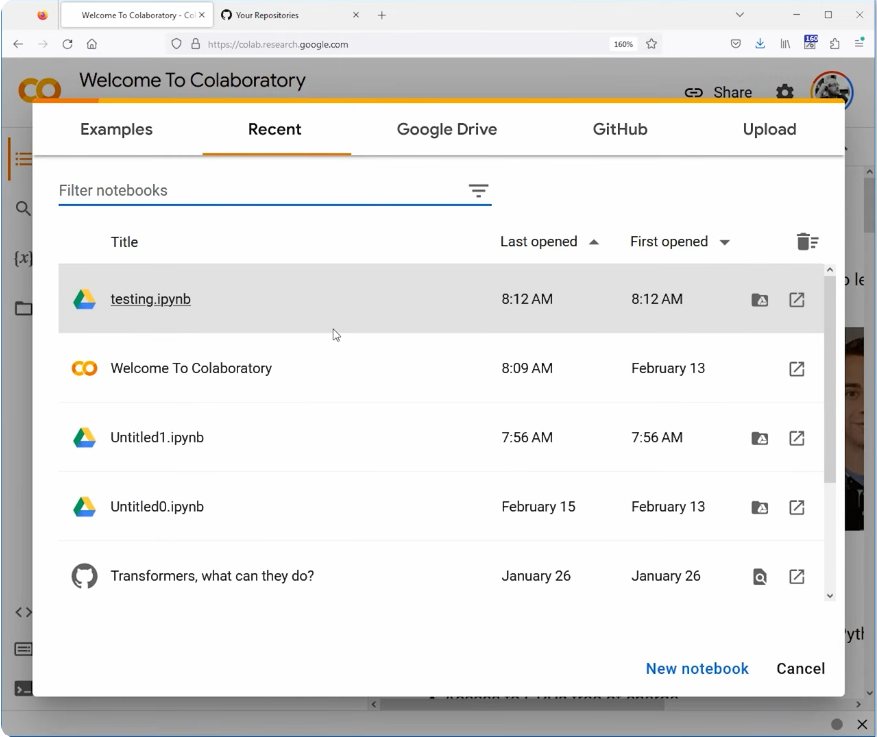 Welcome To Colaboratory - Col
Your Repositories
https://colab.research.google.com
160%
160
Welcome To Colaboratory
Share
Examples
Recent
Google Drive
GitHub
Upload
Filter notebooks
Title
Last opened
First opened
testing.ipynb
8:12 AM
8:12 AM
{x}
Welcome To Colaboratory
8:09 AM
February 13
Untitled1.ipynb
7:56 AM
7:56 AM
Untitled0.ipynb
February 15
February 13
Transformers, what can they do?
January 26
January 26
New notebook
Cancel